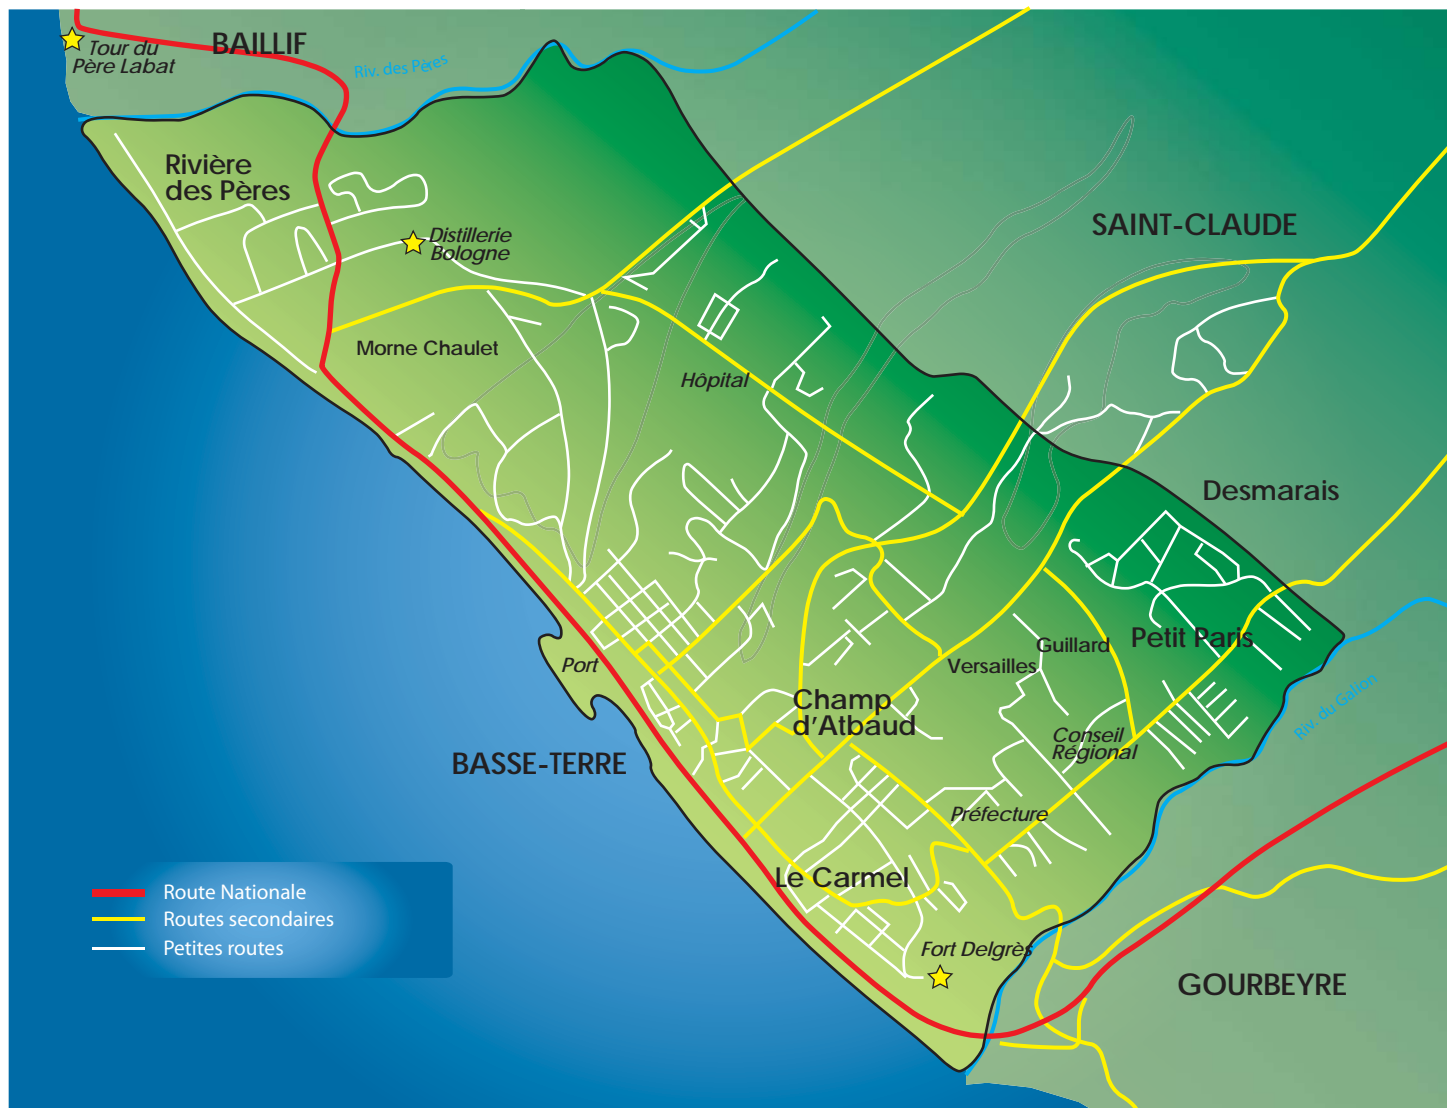 BAILLIF
Tour du
Père Labat
Riv. des Pères
Rivière
des Pères
SAINT-CLAUDE
Distillerie
Bologne
Morne Chaulet
Hôpital
Desmarais
Petit Paris
Guillard
Versailles
Port
Champ
d'Atbaud
Riv. du Gallon
Conseil
Régional
BASSE-TERRE
Préfecture
Le Carmel
Route Nationale
Routes secondaires
Petites routes
Fort Delgrès
GOURBEYRE